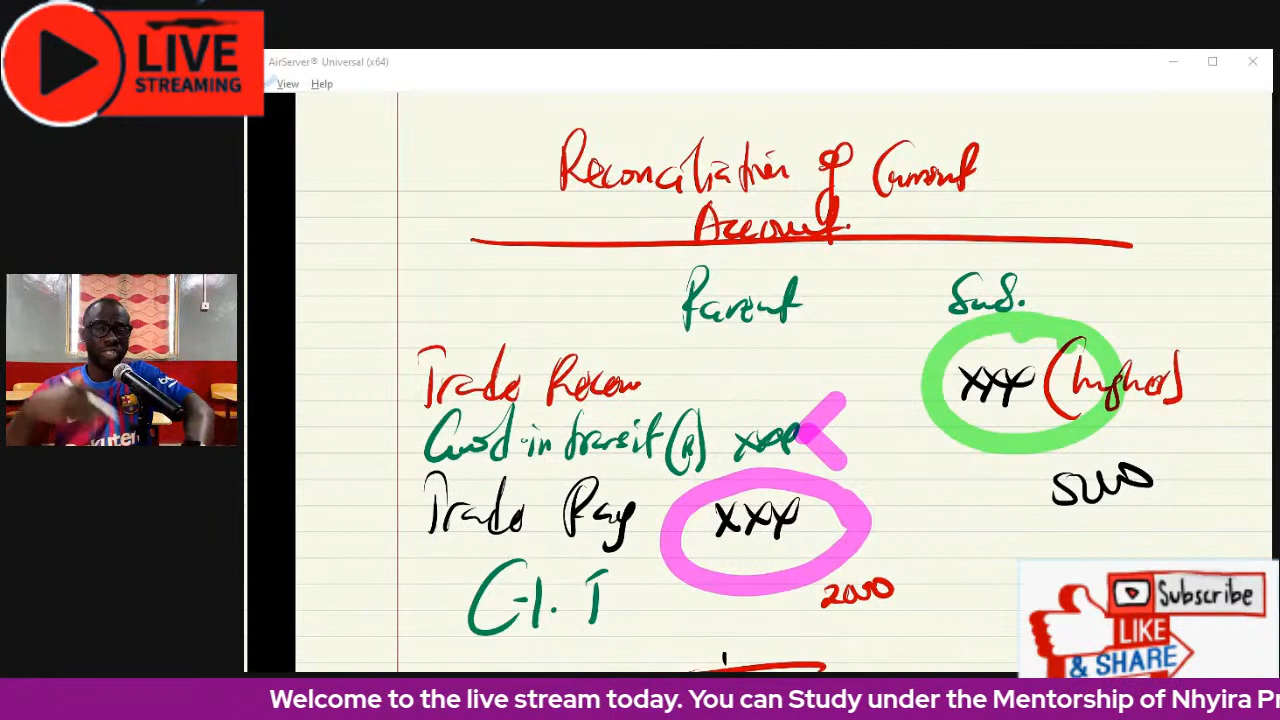 LIVE
STREAMING
AirServer® Universal (x64)
View Help
Reconciliation of Current
Account.
Parent Sub.
Trade Receiv xxx (higher)
Good-in transit (R) xxx
Trade Pay xxx
C.I.T 2000
Subscribe
LIKE
& SHARE
Welcome to the live stream today. You can Study under the Mentorship of Nhyira Pr